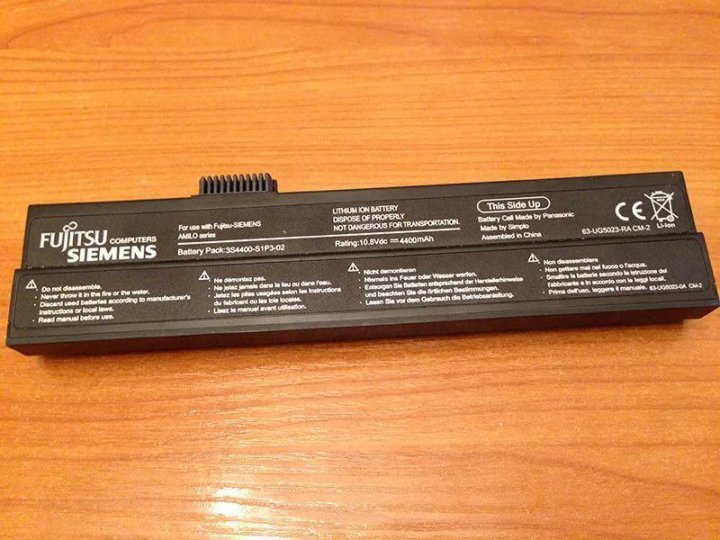 FUJITSU COMPUTERS
SIEMENS
For use with Fujitsu-SIEMENS
AMILO series
Battery Pack:3S4400-S1P3-02
LITHIUM ION BATTERY
DISPOSE OF PROPERLY
NOT DANGEROUS FOR TRANSPORTATION.
Rating:10.8Vdc ⎓ 4400mAh
This Side Up
Battery Cell Made by Panasonic
Made by Simplo
63-UG5023-RA CM-2
CE
Li-Ion
Do not disassemble.
- Never throw it in the fire or the water.
- Discard used batteries according to manufacturer's
instructions or local laws.
- Read manual before use.
- Ne démontez pas.
- Ne jetez jamais dans le feu ou dans l'eau.
- Jetez les piles usagées selon les instructions
du fabricant ou les lois locales.
- Lisez le manuel avant utilisation.
- Nicht demontieren
- Niemals ins Feuer oder Wasser werfen.
- Entsorgen Sie Batterien entsprechend der Herstellerhinweise
und beachten Sie die örtlichen Bestimmungen.
- Lesen Sie vor dem Gebrauch die Betriebsanleitung.
- Non disassemblare.
- Non gettare mai nel fuoco o nell'acqua.
- Smaltire la batteria in accordo con le istruzioni del
fabbricante e in accordo con le leggi locali.
- Prima dell'uso, leggere il manuale.
63-UG5023-0A CM-2